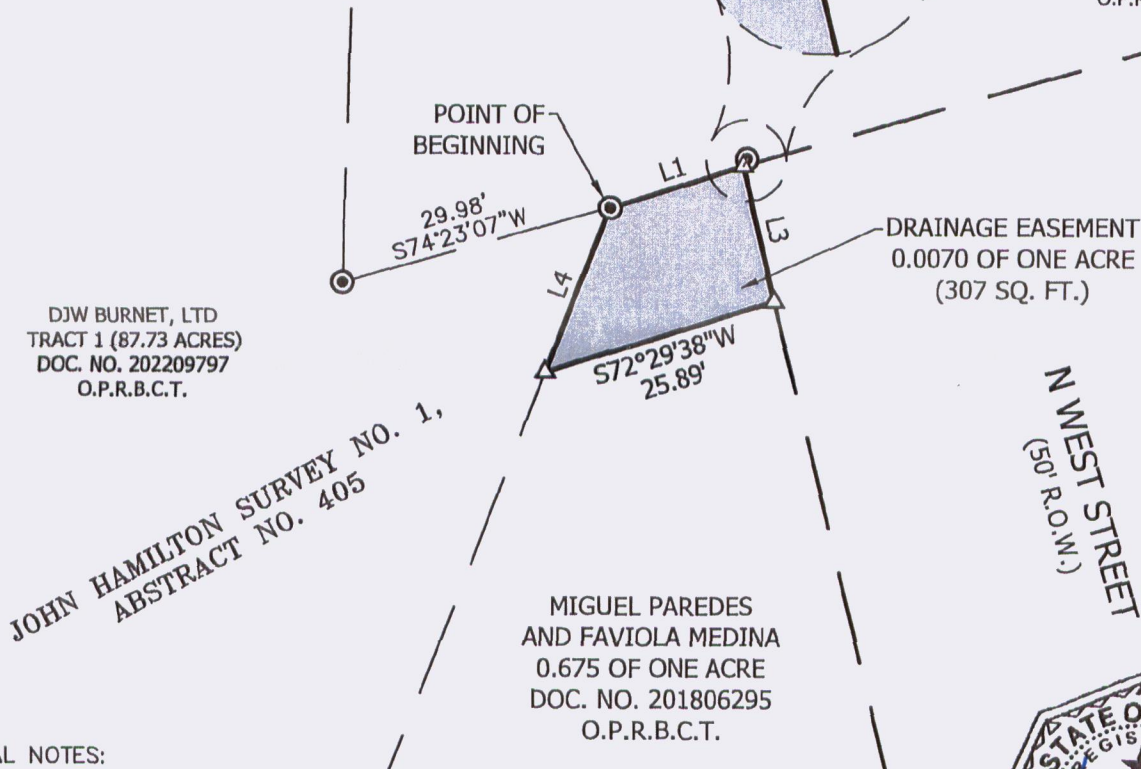 O.P.R
POINT OF
BEGINNING
L1
29.98'
S74°23'07"W
L3
DRAINAGE EASEMENT
0.0070 OF ONE ACRE
(307 SQ. FT.)
L4
DJW BURNET, LTD
TRACT 1 (87.73 ACRES)
DOC. NO. 202209797
O.P.R.B.C.T.
S72°29'38"W
25.89'
N WEST STREET
(50' R.O.W.)
JOHN HAMILTON SURVEY NO. 1,
ABSTRACT NO. 405
MIGUEL PAREDES
AND FAVIOLA MEDINA
0.675 OF ONE ACRE
DOC. NO. 201806295
O.P.R.B.C.T.
AL NOTES:
STATE O
REGIS